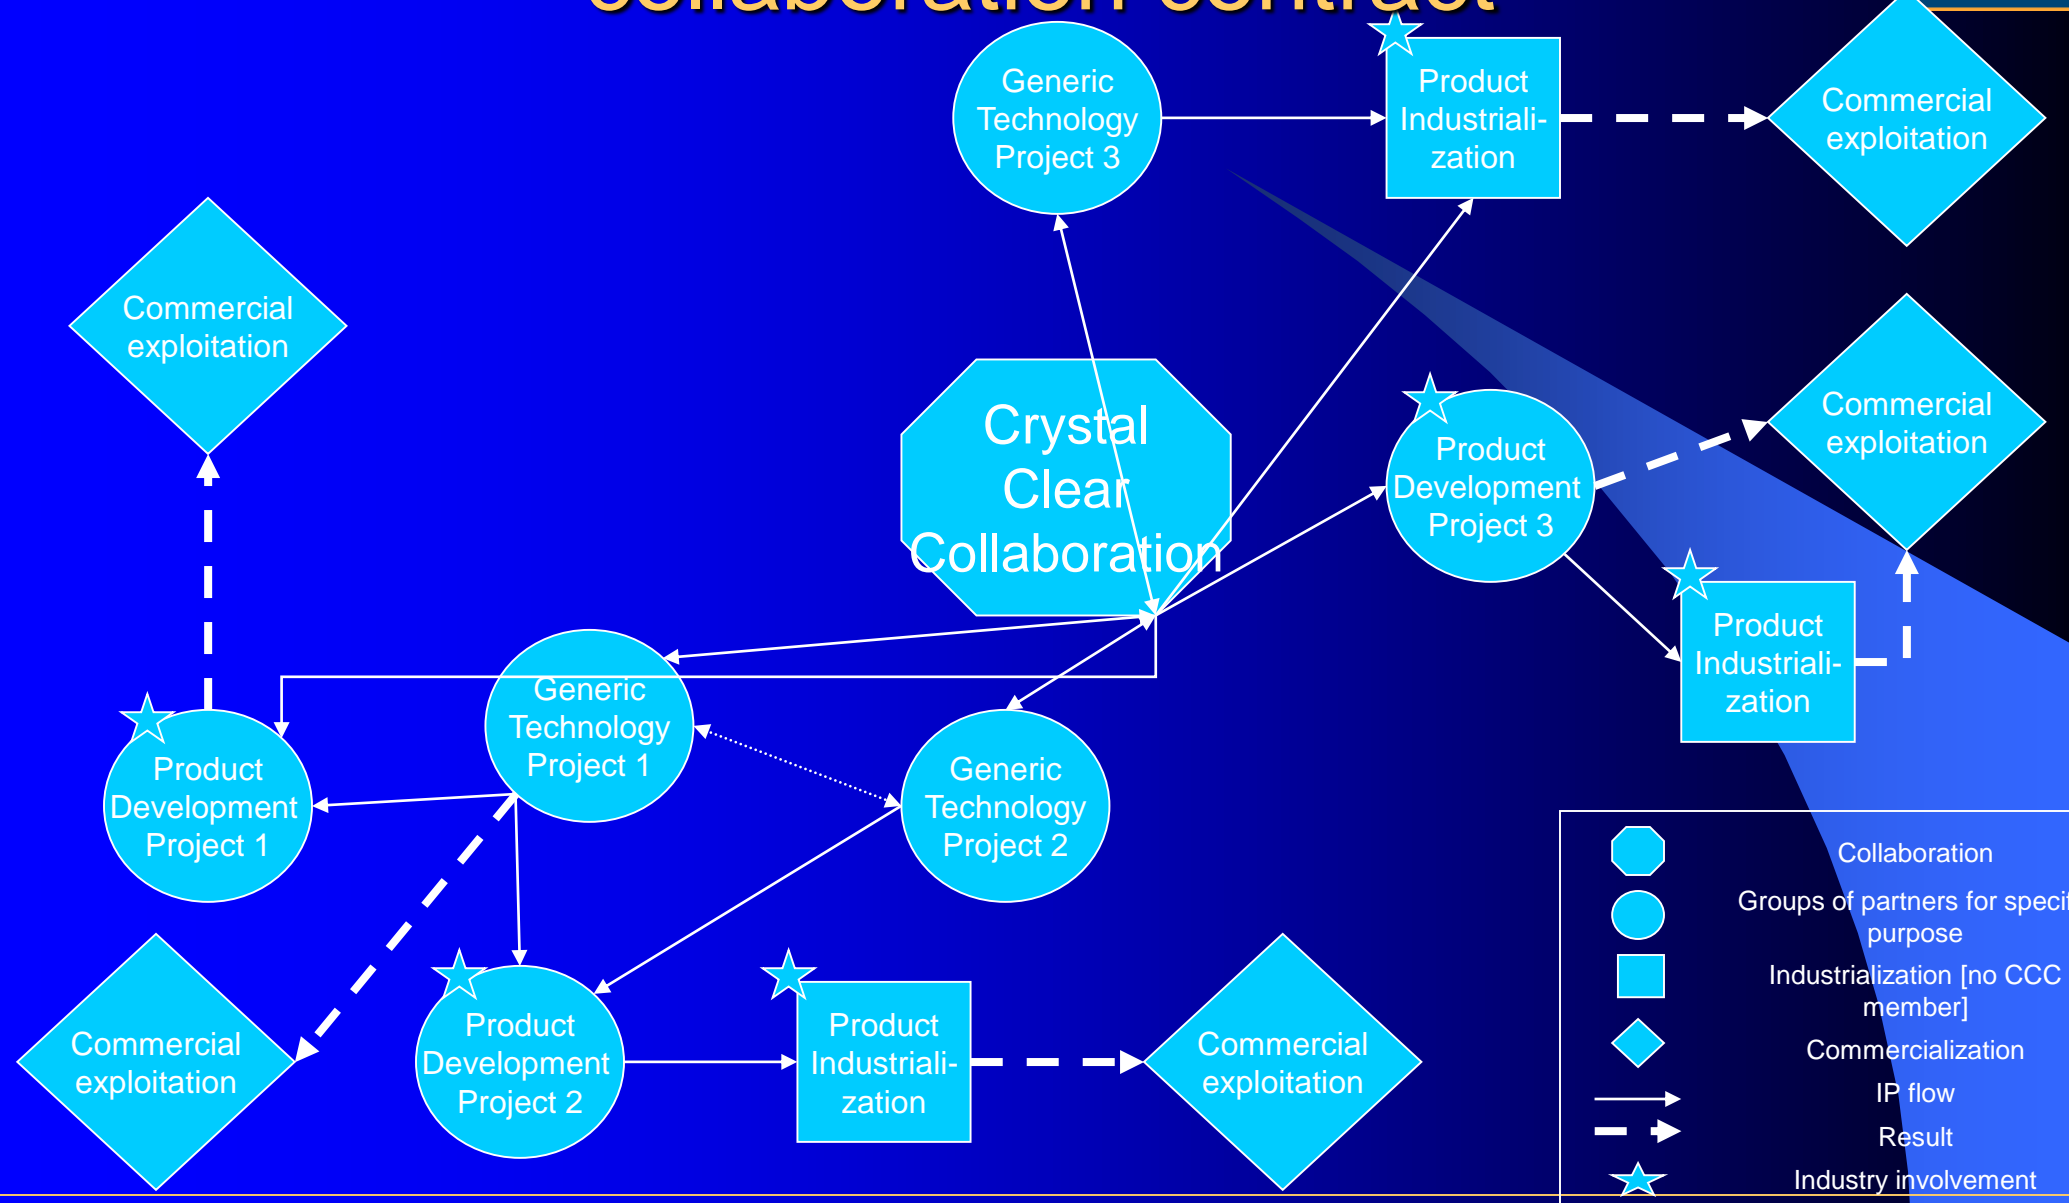 collaboration contract
Generic
Technology
Project 3
Product
Industriali-
zation
Commercial
exploitation
Commercial
exploitation
Crystal
Clear
Collaboration
Commercial
exploitation
Product
Development
Project 3
Product
Industriali-
zation
Generic
Technology
Project 1
Product
Development
Project 1
Generic
Technology
Project 2
Commercial
exploitation
Product
Development
Project 2
Product
Industriali-
zation
Commercial
exploitation
Collaboration
Groups of partners for
purpose
Industrialization [no CCC
member]
Commercialization
IP flow
Result
Industry involvement